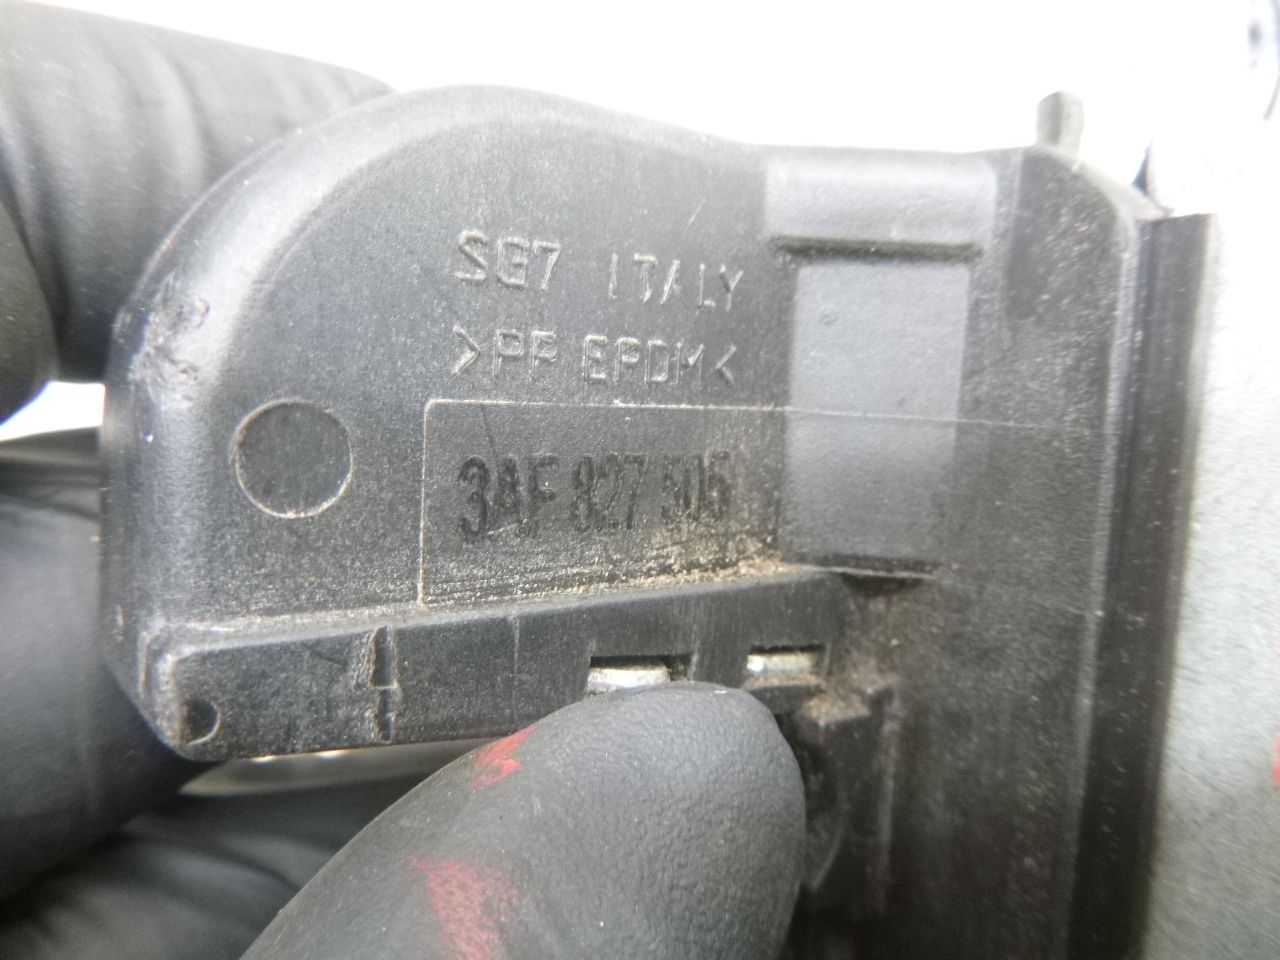 SG7 ITALY
>PP EPDM<
3AF 827 505